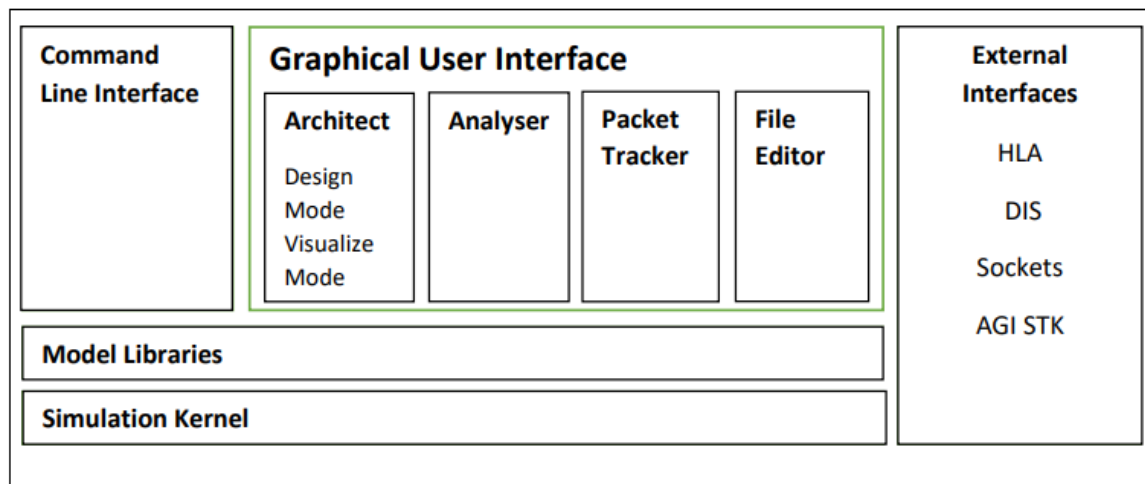 Command
Line Interface
Graphical User Interface
Architect
Design
Mode
Visualize
Mode
Analyser
Packet
Tracker
File
Editor
External
Interfaces
HLA
DIS
Sockets
AGI STK
Model Libraries
Simulation Kernel